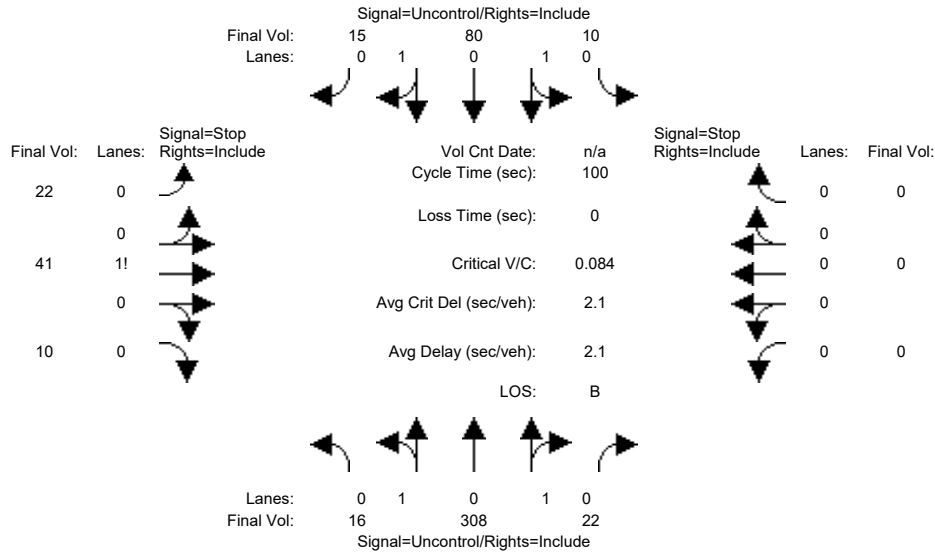 Signal=Uncontrol/Rights=Include
Final Vol: 15 80 10
Lanes: 0 1 0 1 0
Signal=Stop Signal=Stop
Final Vol: Lanes: Rights=Include Vol Cnt Date: n/a Rights=Include Lanes: Final Vol:
Cycle Time (sec): 100
22 0 0 0
Loss Time (sec): 0
0 0
41 1! Critical V/C: 0.084 0 0
0 Avg Crit Del (sec/veh): 2.1 0
10 0 Avg Delay (sec/veh): 2.1 0 0
LOS: B
Lanes: 0 1 0 1 0
Final Vol: 16 308 22
Signal=Uncontrol/Rights=Include